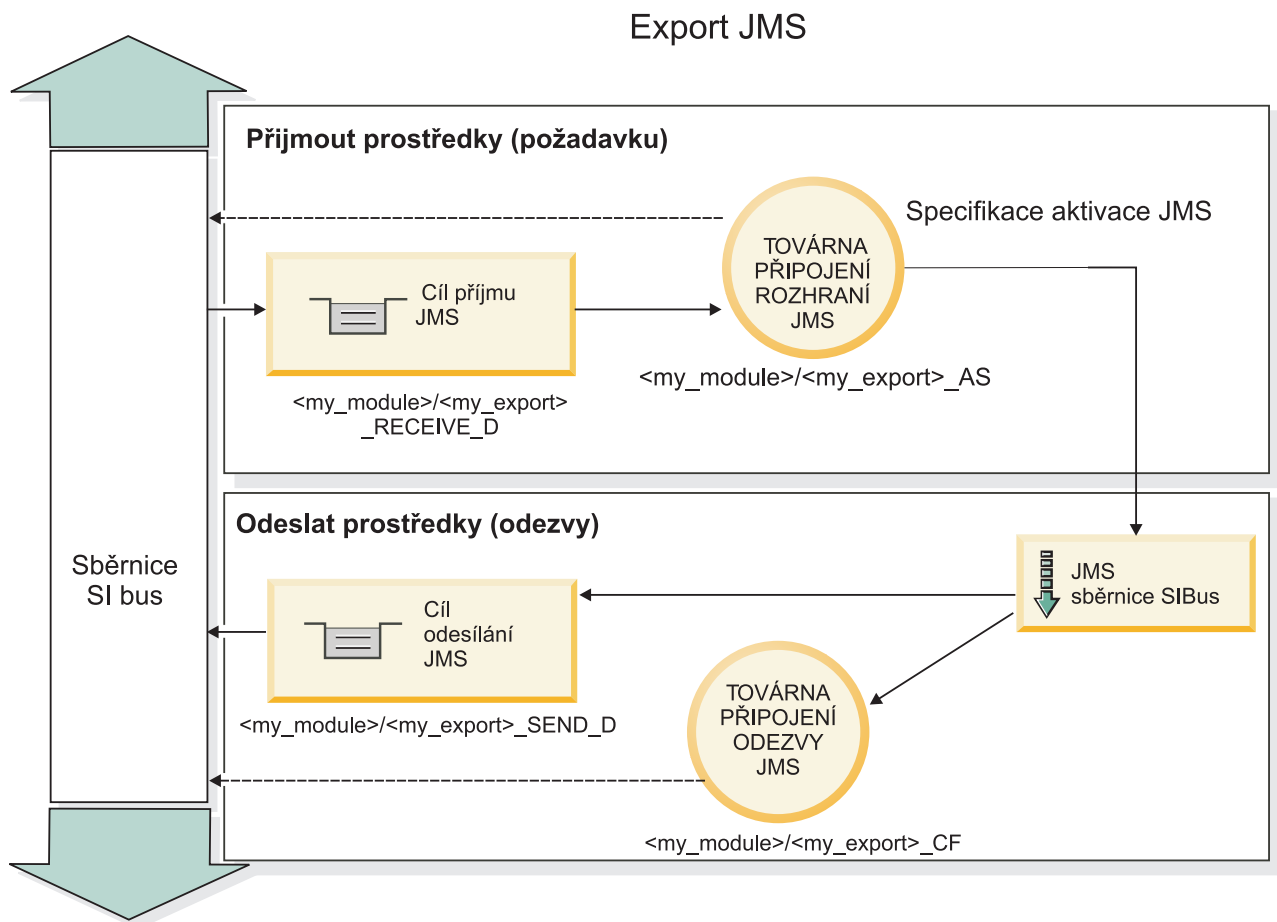 Export JMS
Přijmout prostředky (požadavku)
Specifikace aktivace JMS
TOVÁRNA
PŘIPOJENÍ
ROZHRANÍ
JMS
Cíl příjmu
JMS
<my_module>/<my_export>_AS
<my_module>/<my_export>
_RECEIVE_D
Odeslat prostředky (odezvy)
Sběrnice
SI bus
JMS
sběrnice SIBus
Cíl
odesílání
JMS
TOVÁRNA
PŘIPOJENÍ
ODEZVY
JMS
<my_module>/<my_export>_SEND_D
<my_module>/<my_export>_CF